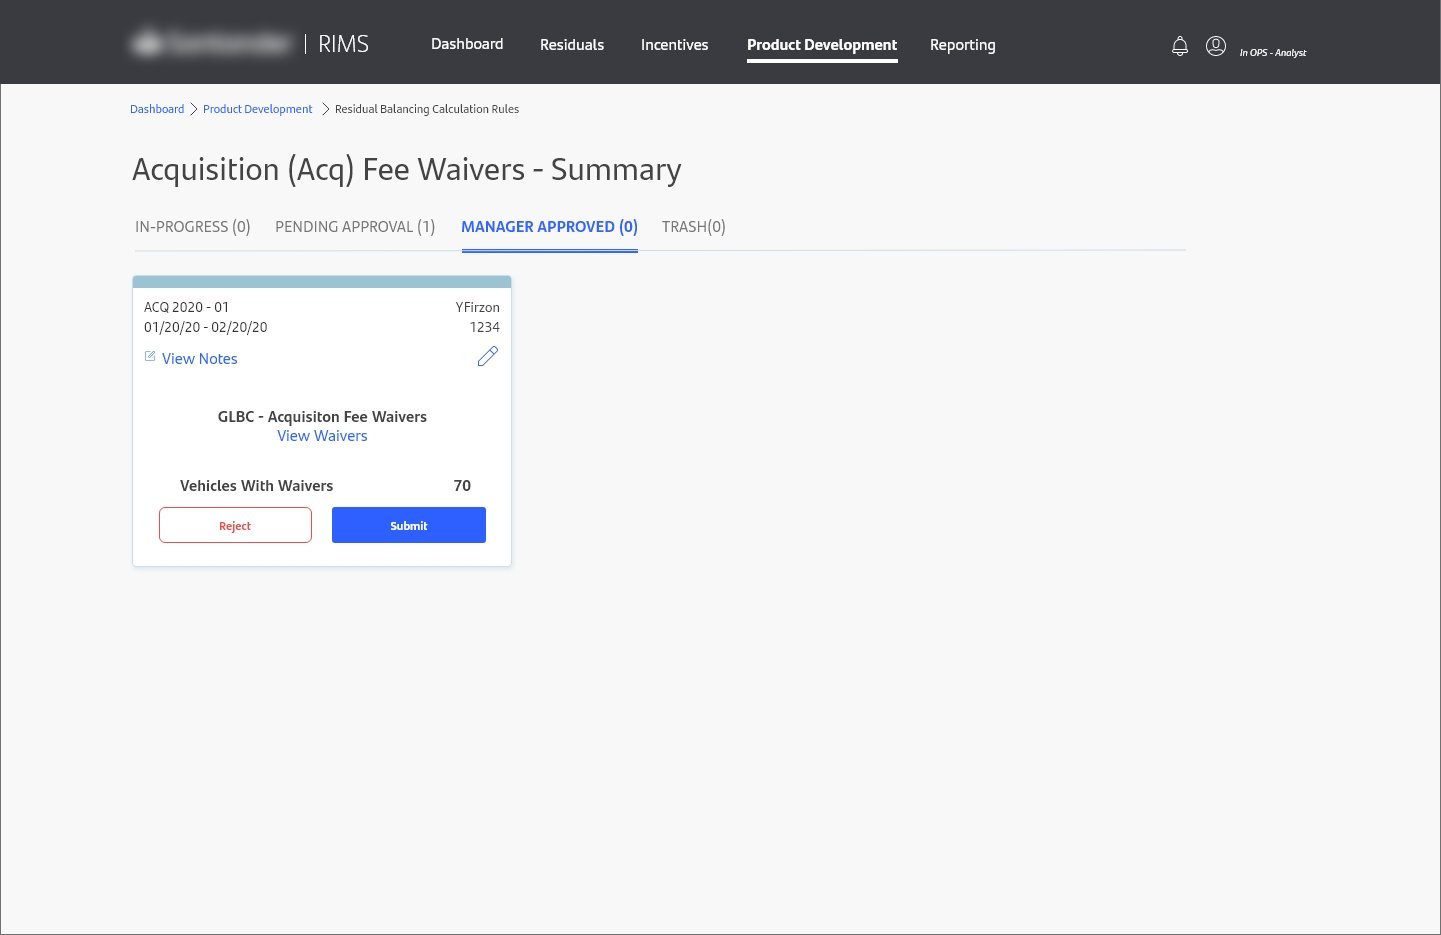 RIMS Dashboard Residuals Incentives Product Development Reporting In OPS - Analyst
Dashboard Product Development Residual Balancing Calculation Rules
Acquisition (Acq) Fee Waivers - Summary
IN-PROGRESS (0) PENDING APPROVAL (1) MANAGER APPROVED (0) TRASH(0)
ACQ 2020 - 01 YFirzon
01/20/20 - 02/20/20 1234
View Notes
GLBC - Acquisiton Fee Waivers
View Waivers
Vehicles With Waivers 70
Reject Submit